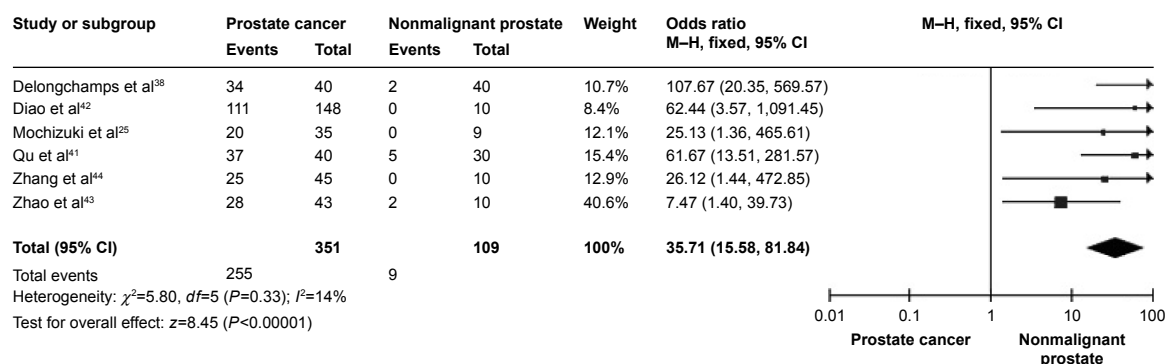 Study or subgroup Prostate cancer Nonmalignant prostate Weight Odds ratio M–H, fixed, 95% CI
Events Total Events Total M–H, fixed, 95% CI
Delongchamps et al³⁸ 34 40 2 40 10.7% 107.67 (20.35, 569.57)
Diao et al⁴² 111 148 0 10 8.4% 62.44 (3.57, 1,091.45)
Mochizuki et al²⁵ 20 35 0 9 12.1% 25.13 (1.36, 465.61)
Qu et al⁴¹ 37 40 5 30 15.4% 61.67 (13.51, 281.57)
Zhang et al⁴⁴ 25 45 0 10 12.9% 26.12 (1.44, 472.85)
Zhao et al⁴³ 28 43 2 10 40.6% 7.47 (1.40, 39.73)
Total (95% CI) 351 109 100% 35.71 (15.58, 81.84)
Total events 255 9
Heterogeneity: χ²=5.80, df=5 (P=0.33); I²=14%
Test for overall effect: z=8.45 (P<0.00001)
0.01 0.1 1 10 100
Prostate cancer Nonmalignant
prostate